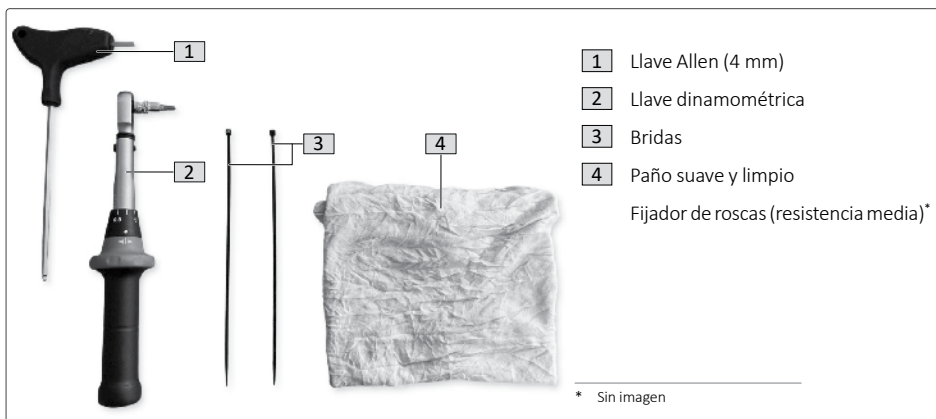 1 Llave Allen (4 mm)
2 Llave dinamométrica
3 Bridas
4 Paño suave y limpio
Fijador de roscas (resistencia media)*
1
2
3
4
* Sin imagen